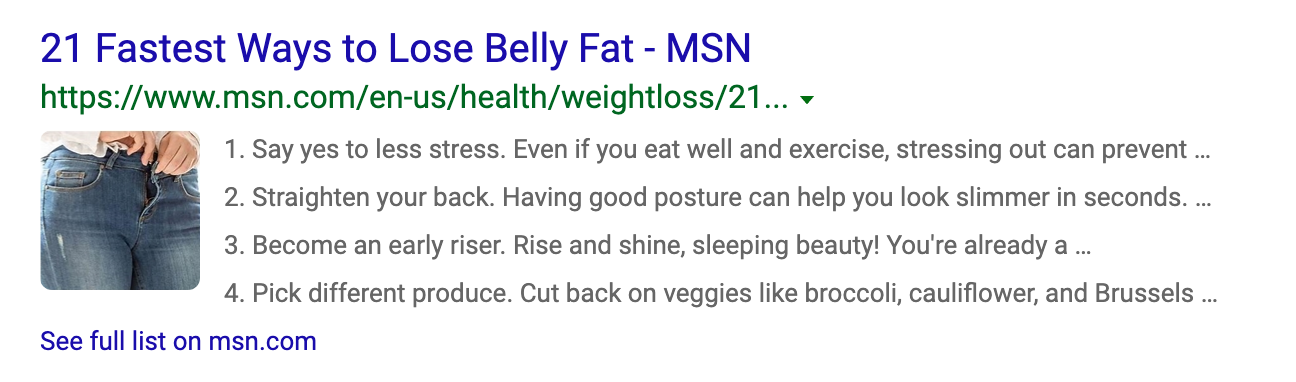 21 Fastest Ways to Lose Belly Fat - MSN
https://www.msn.com/en-us/health/weightloss/21...
1. Say yes to less stress. Even if you eat well and exercise, stressing out can prevent ...
2. Straighten your back. Having good posture can help you look slimmer in seconds. ...
3. Become an early riser. Rise and shine, sleeping beauty! You're already a ...
4. Pick different produce. Cut back on veggies like broccoli, cauliflower, and Brussels ...
See full list on msn.com